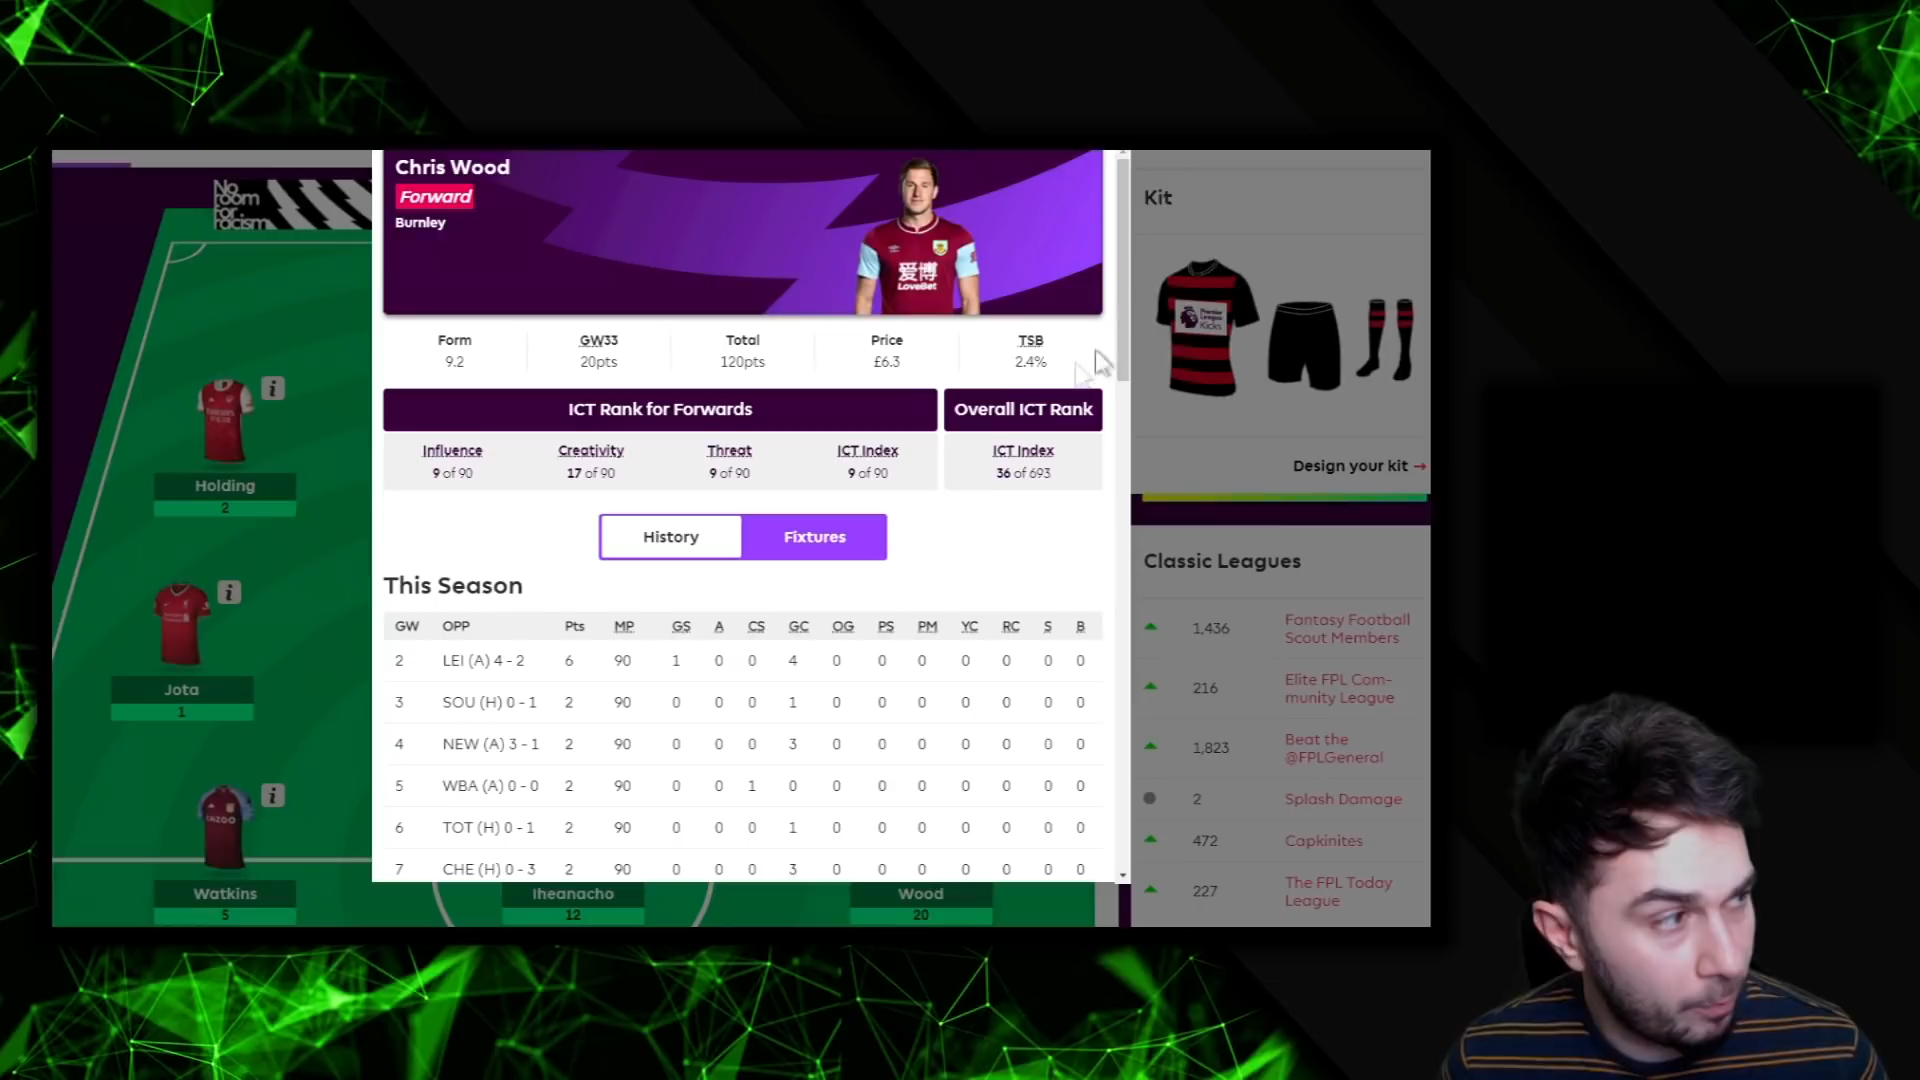 No
room
for
racism
Holding
2
Jota
1
CAZOO
Watkins
5
Iheanacho
12
Wood
20
Chris Wood
Forward
Burnley
爱博
LoveBet
Form
9.2
GW33
20pts
Total
120pts
Price
£6.3
TSB
2.4%
ICT Rank for Forwards
Overall ICT Rank
Influence
9 of 90
Creativity
17 of 90
Threat
9 of 90
ICT Index
9 of 90
ICT Index
36 of 693
History
Fixtures
This Season
GW OPP Pts MP GS A CS GC OG PS PM YC RC S B
2 LEI (A) 4 - 2 6 90 1 0 0 4 0 0 0 0 0 0 0
3 SOU (H) 0 - 1 2 90 0 0 0 1 0 0 0 0 0 0 0
4 NEW (A) 3 - 1 2 90 0 0 0 3 0 0 0 0 0 0 0
5 WBA (A) 0 - 0 2 90 0 0 1 0 0 0 0 0 0 0 0
6 TOT (H) 0 - 1 2 90 0 0 0 1 0 0 0 0 0 0 0
7 CHE (H) 0 - 3 2 90 0 0 0 3 0 0 0 0 0 0 0
Kit
Premier
League
Kicks
Design your kit →
Classic Leagues
1,436 Fantasy Football
Scout Members
216 Elite FPL Com-
munity League
1,823 Beat the
@FPLGeneral
2 Splash Damage
472 Capkinites
227 The FPL Today
League